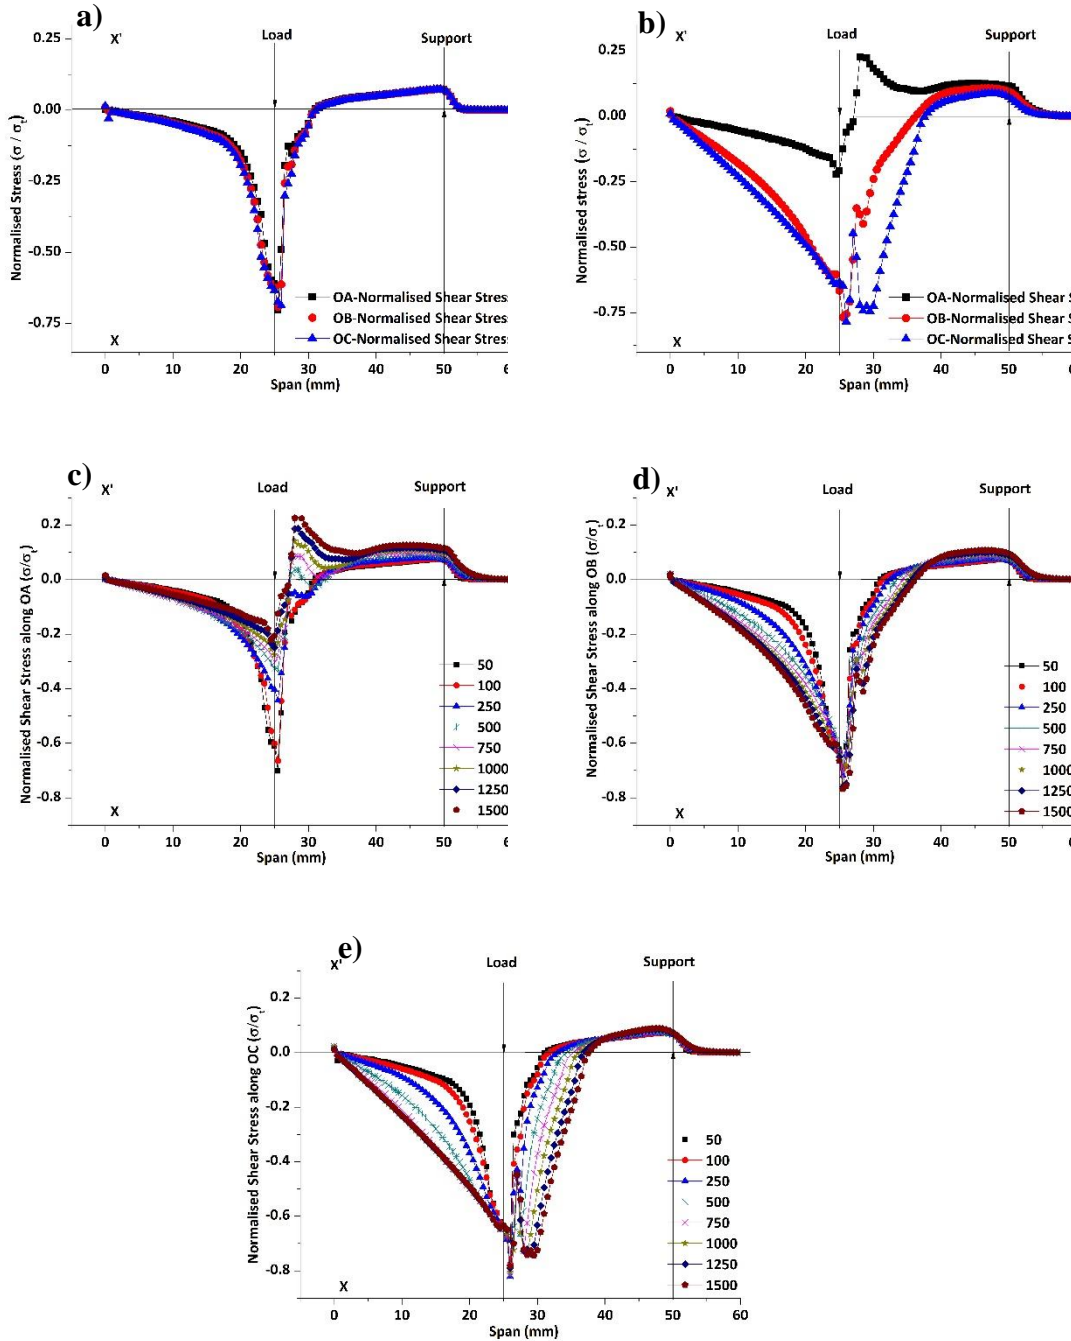 a)
X'
Load
Support
0.25
0.00
-0.25
-0.50
-0.75
Normalised Stress (σ / σt)
OA-Normalised Shear Stress
OB-Normalised Shear Stress
OC-Normalised Shear Stress
X
0 10 20 30 40 50 6
Span (mm)
b)
X'
Load
Support
0.25
0.00
-0.25
-0.50
-0.75
Normalised stress (σ / σt)
OA-Normalised Shear S
OB-Normalised Shear S
OC-Normalised Shear S
X
0 10 20 30 40 50 6
Span (mm)
c)
X'
Load
Support
0.2
0.0
-0.2
-0.4
-0.6
-0.8
Normalised Shear Stress along OA (σ/σt)
50
100
250
500
750
1000
1250
1500
X
0 10 20 30 40 50 6
Span (mm)
d)
X'
Load
Support
0.2
0.0
-0.2
-0.4
-0.6
-0.8
Normalised Shear Stress along OB (σ/σt)
50
100
250
500
750
1000
1250
1500
X
0 10 20 30 40 50 6
Span (mm)
e)
X'
Load
Support
0.2
0.0
-0.2
-0.4
-0.6
-0.8
Normalised Shear Stress along OC (σ/σt)
50
100
250
500
750
1000
1250
1500
X
0 10 20 30 40 50 60
Span (mm)